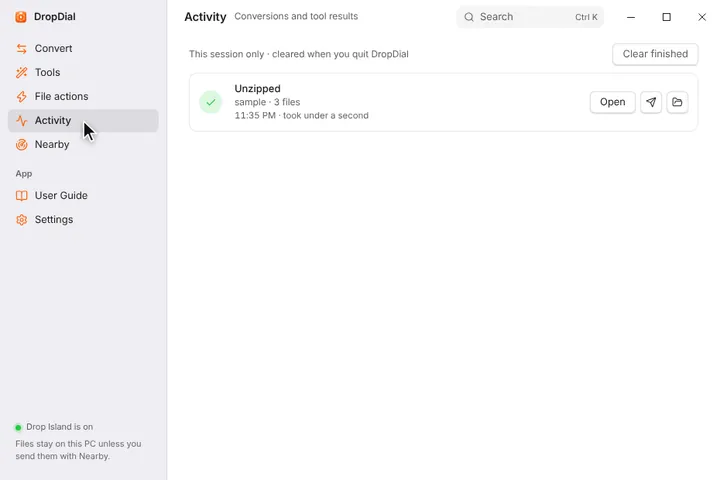 DropDial
Convert
Tools
File actions
Activity
Nearby
App
User Guide
Settings
Drop Island is on
Files stay on this PC unless you
send them with Nearby.
Activity Conversions and tool results
Search Ctrl K
This session only · cleared when you quit DropDial
Clear finished
Unzipped
sample · 3 files
11:35 PM · took under a second
Open